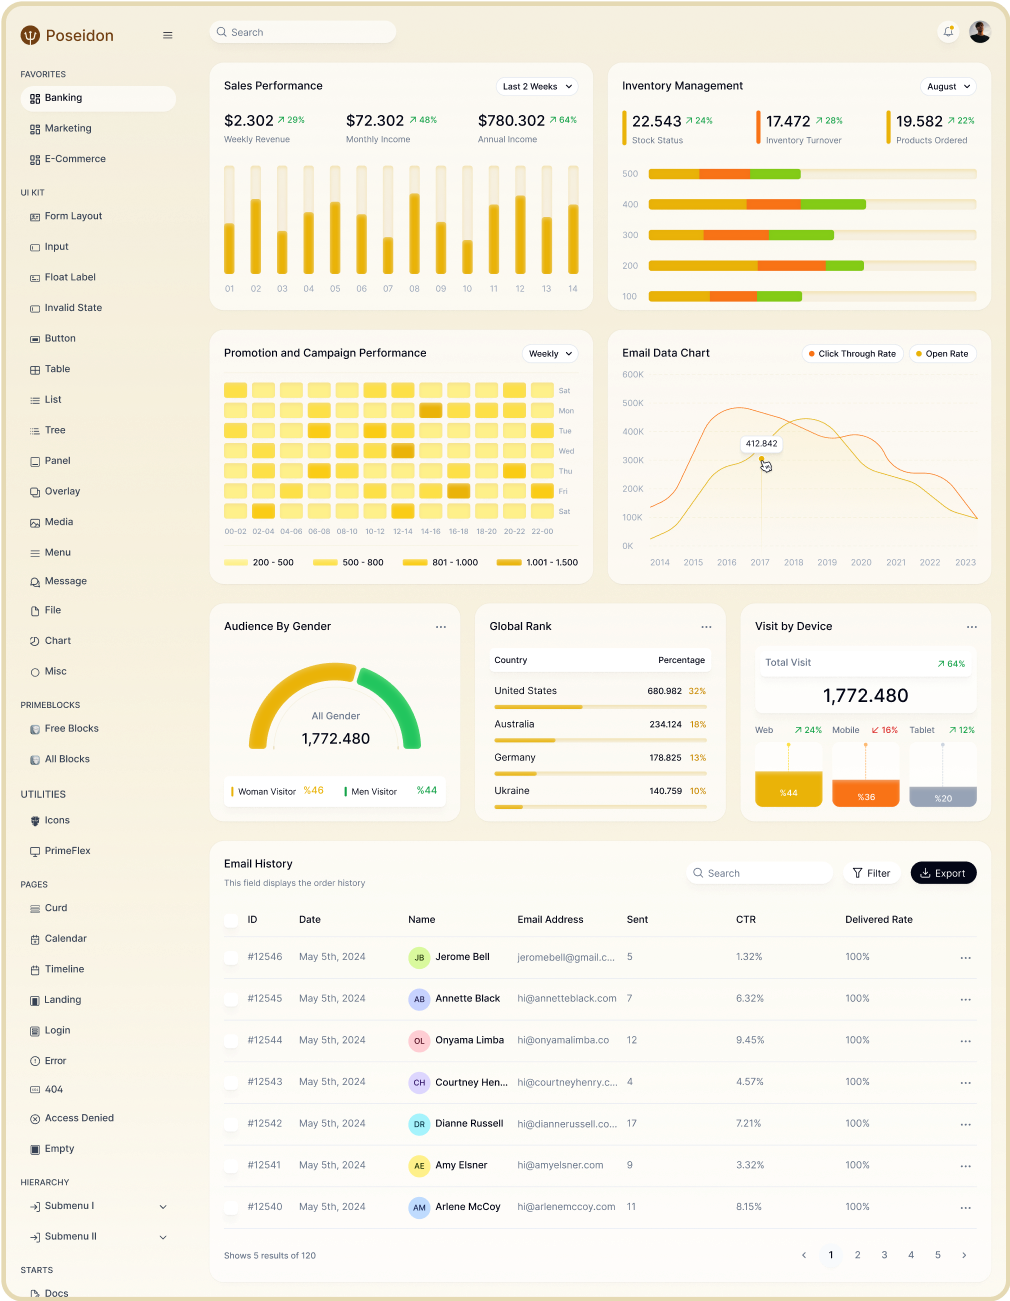 Poseidon
Search
FAVORITES
Banking
Marketing
E-Commerce
UI KIT
Form Layout
Input
Float Label
Invalid State
Button
Table
List
Tree
Panel
Overlay
Media
Menu
Message
File
Chart
Misc
PRIMEBLOCKS
Free Blocks
All Blocks
UTILITIES
Icons
PrimeFlex
PAGES
Curd
Calendar
Timeline
Landing
Login
Error
404
Access Denied
Empty
HIERARCHY
Submenu I
Submenu II
STARTS
Docs
Sales Performance
Last 2 Weeks
$2.302 29% $72.302 48% $780.302 64%
Weekly Revenue Monthly Income Annual Income
01 02 03 04 05 06 07 08 09 10 11 12 13 14
Inventory Management
August
22.543 24% 17.472 28% 19.582 22%
Stock Status Inventory Turnover Products Ordered
500
400
300
200
100
Promotion and Campaign Performance
Weekly
Sat
Mon
Tue
Wed
Thu
Fri
Sat
00-02 02-04 04-06 06-08 08-10 10-12 12-14 14-16 16-18 18-20 20-22 22-00
200 - 500 500 - 800 801 - 1.000 1.001 - 1.500
Email Data Chart
Click Through Rate Open Rate
600K
500K
400K
412.842
300K
200K
100K
0K
2014 2015 2016 2017 2018 2019 2020 2021 2022 2023
Audience By Gender
All Gender
1,772.480
Woman Visitor %46 Men Visitor %44
Global Rank
Country Percentage
United States 680.982 32%
Australia 234.124 18%
Germany 178.825 13%
Ukraine 140.759 10%
Visit by Device
Total Visit 64%
1,772.480
Web 24% Mobile 16% Tablet 12%
%44 %36 %20
Email History
This field displays the order history
Search
Filter
Export
ID Date Name Email Address Sent CTR Delivered Rate
#12546 May 5th, 2024 JB Jerome Bell jeromebell@gmail.c... 5 1.32% 100%
#12545 May 5th, 2024 AB Annette Black hi@annetteblack.com 7 6.32% 100%
#12544 May 5th, 2024 OL Onyama Limba hi@onyamalimba.co 12 9.45% 100%
#12543 May 5th, 2024 CH Courtney Hen... hi@courtneyhenry.c... 4 4.57% 100%
#12542 May 5th, 2024 DR Dianne Russell hi@diannerussell.co... 17 7.21% 100%
#12541 May 5th, 2024 AE Amy Elsner hi@amyelsner.com 9 3.32% 100%
#12540 May 5th, 2024 AM Arlene McCoy hi@arlenemccoy.com 11 8.15% 100%
Shows 5 results of 120
1 2 3 4 5